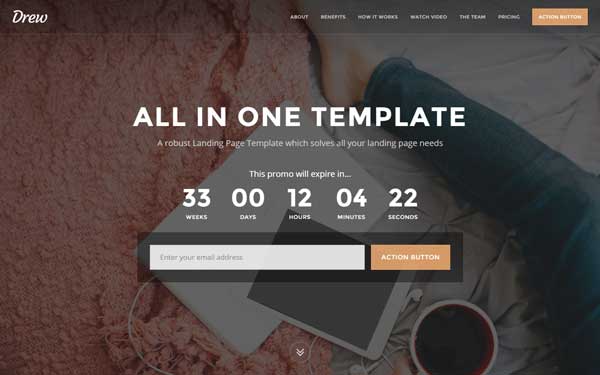 Drew
ABOUT BENEFITS HOW IT WORKS WATCH VIDEO THE TEAM PRICING ACTION BUTTON
ALL IN ONE TEMPLATE
A robust Landing Page Template which solves all your landing page needs
This promo will expire in...
33 00 12 04 22
WEEKS DAYS HOURS MINUTES SECONDS
Enter your email address ACTION BUTTON